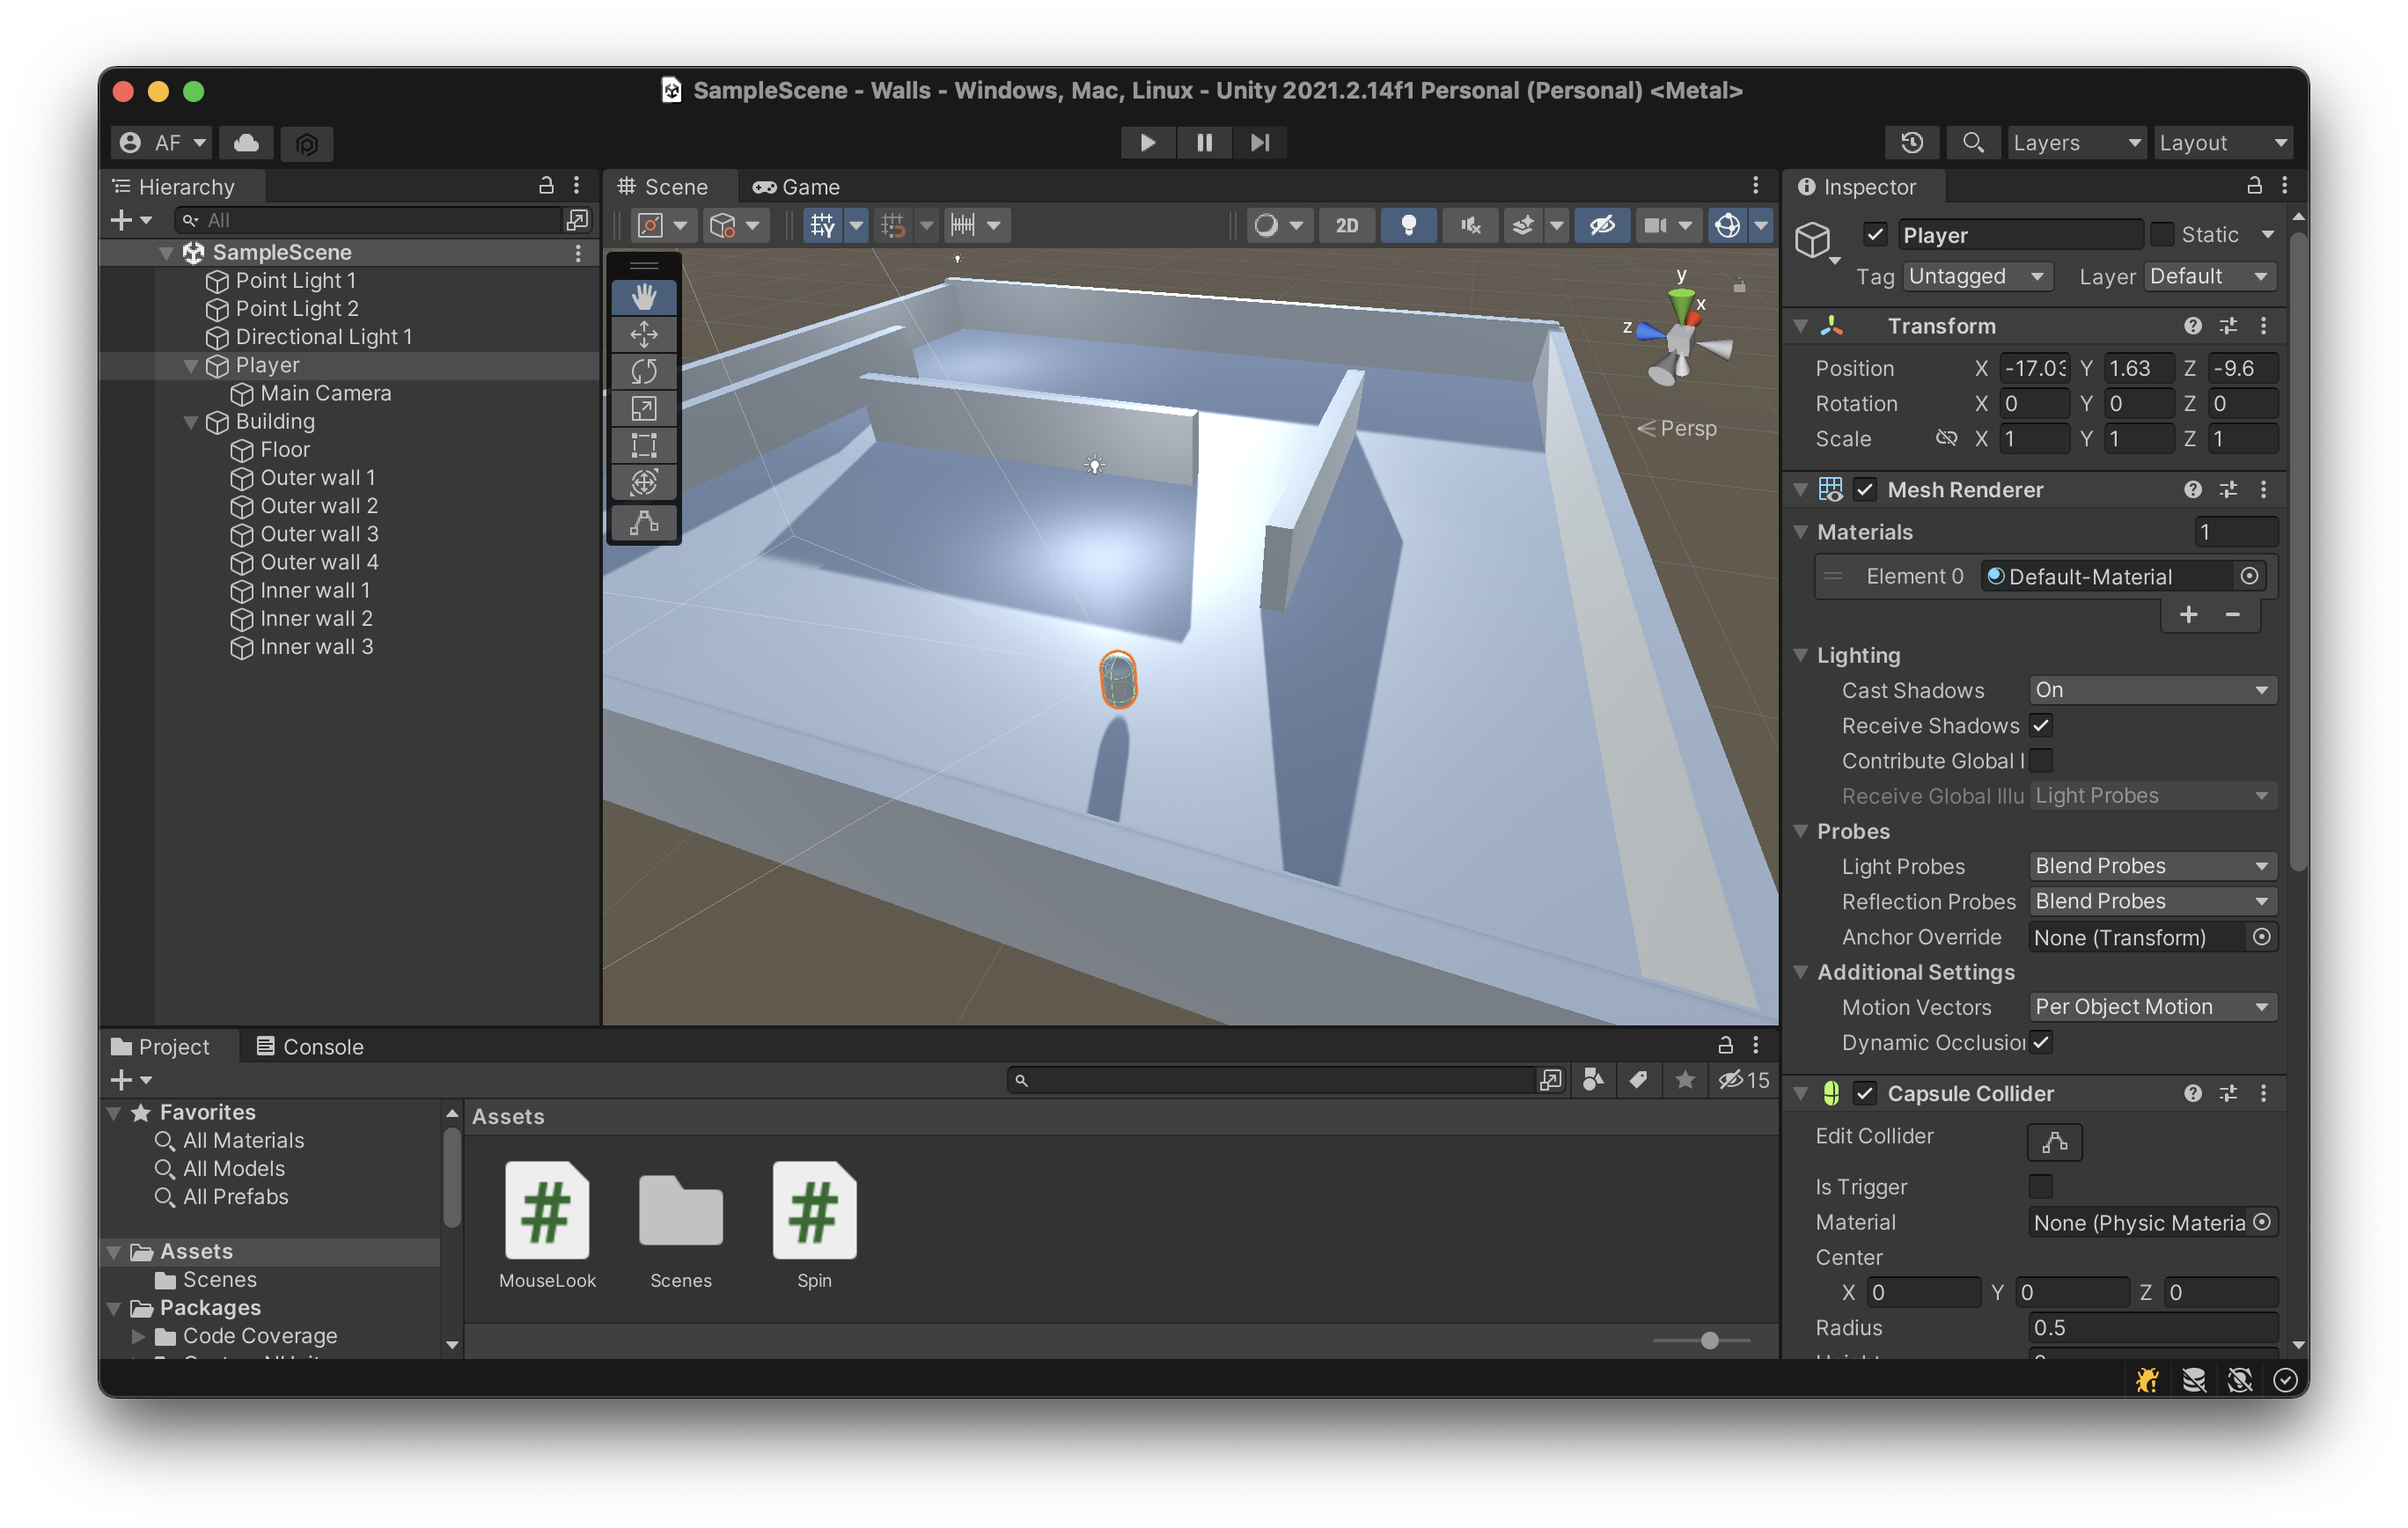 SampleScene - Walls - Windows, Mac, Linux - Unity 2021.2.14f1 Personal (Personal) <Metal>
AF
Layers
Layout
Hierarchy
All
SampleScene
Point Light 1
Point Light 2
Directional Light 1
Player
Main Camera
Building
Floor
Outer wall 1
Outer wall 2
Outer wall 3
Outer wall 4
Inner wall 1
Inner wall 2
Inner wall 3
Scene
Game
2D
y
x
z
Persp
Inspector
Player
Static
Tag Untagged Layer Default
Transform
Position X -17.03 Y 1.63 Z -9.6
Rotation X 0 Y 0 Z 0
Scale X 1 Y 1 Z 1
Mesh Renderer
Materials 1
Element 0 Default-Material
Lighting
Cast Shadows On
Receive Shadows
Contribute Global I
Receive Global Illu Light Probes
Probes
Light Probes Blend Probes
Reflection Probes Blend Probes
Anchor Override None (Transform)
Additional Settings
Motion Vectors Per Object Motion
Dynamic Occlusion
Capsule Collider
Edit Collider
Is Trigger
Material None (Physic Materia
Center
X 0 Y 0 Z 0
Radius 0.5
Project
Console
15
Favorites
All Materials
All Models
All Prefabs
Assets
Scenes
Packages
Code Coverage
Assets
MouseLook
Scenes
Spin